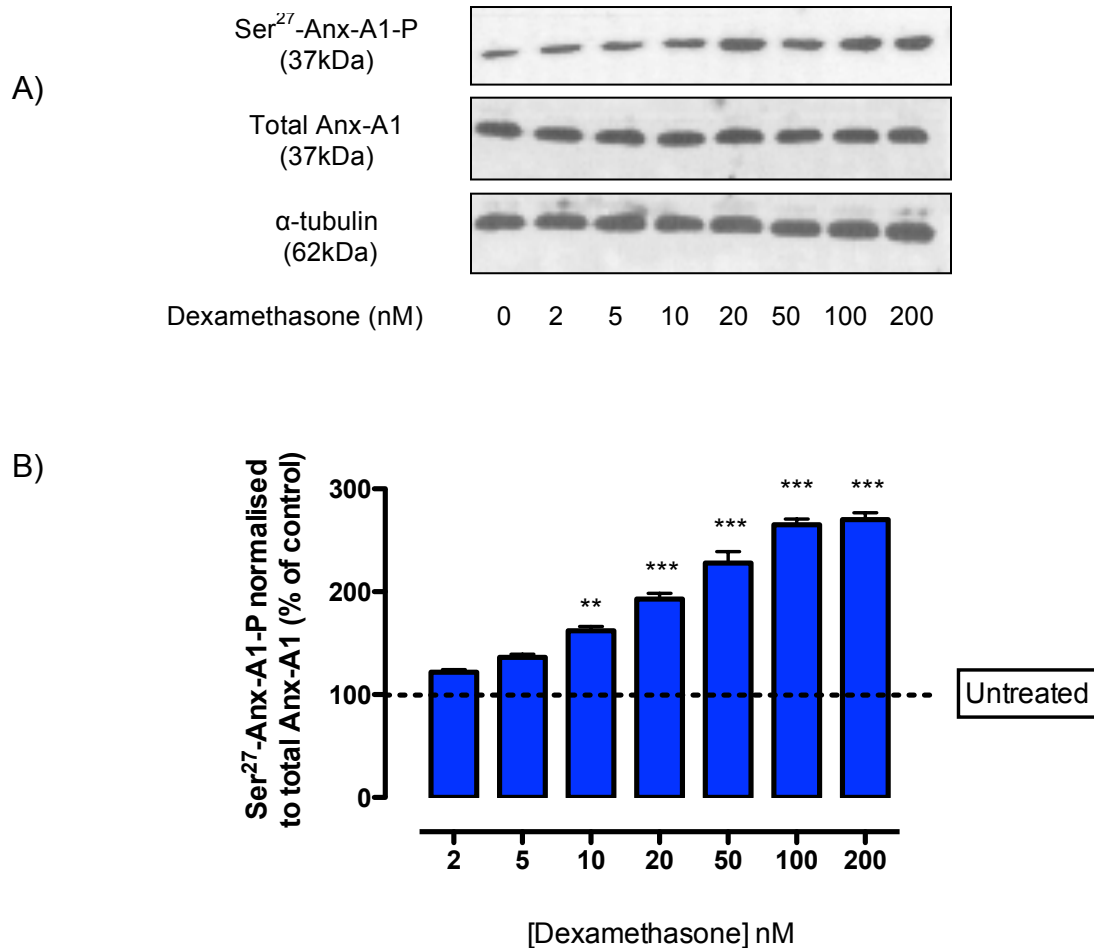 A)
Ser²⁷-Anx-A1-P
(37kDa)
Total Anx-A1
(37kDa)
α-tubulin
(62kDa)
Dexamethasone (nM) 0 2 5 10 20 50 100 200
B)
Ser²⁷-Anx-A1-P normalised
to total Anx-A1 (% of control)
300
200
100
0
**
***
***
***
***
Untreated
2 5 10 20 50 100 200
[Dexamethasone] nM